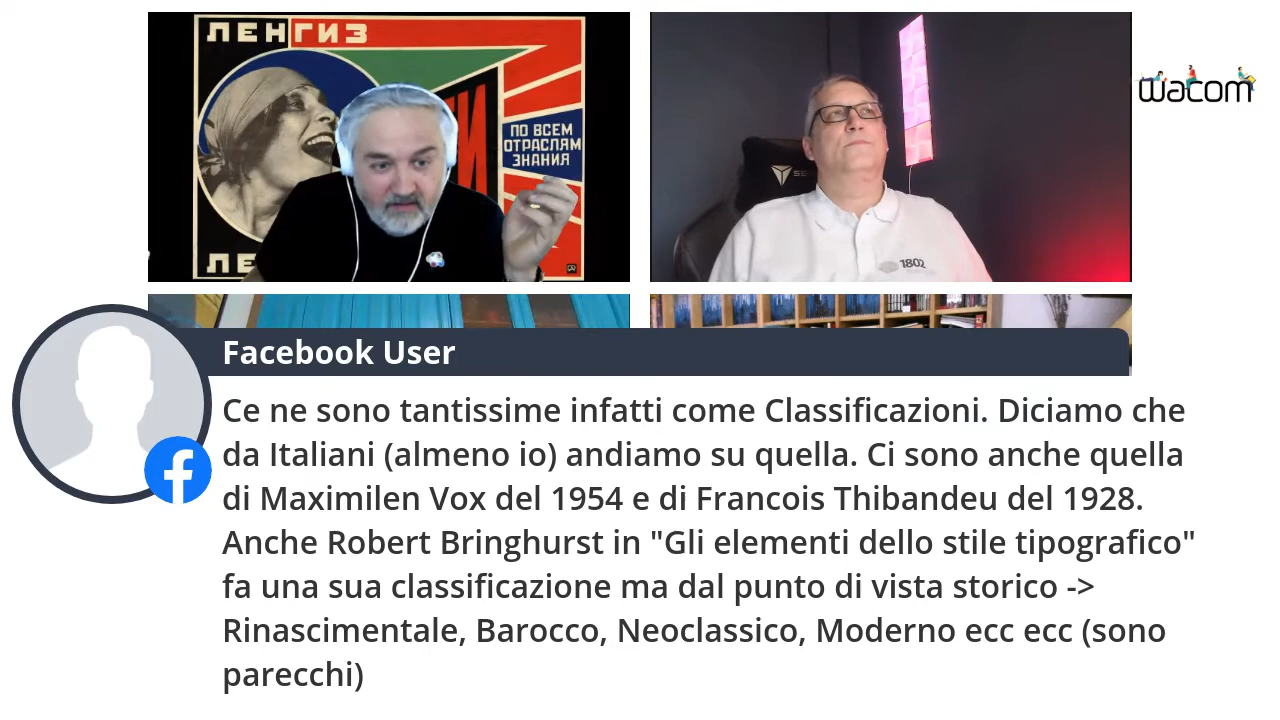 ЛЕНГИЗ
ПО ВСЕМ
ОТРАСЛЯМ
ЗНАНИЯ
ЛЕ
1802
wacom
Facebook User
Ce ne sono tantissime infatti come Classificazioni. Diciamo che
da Italiani (almeno io) andiamo su quella. Ci sono anche quella
di Maximilen Vox del 1954 e di Francois Thibandeu del 1928.
Anche Robert Bringhurst in "Gli elementi dello stile tipografico"
fa una sua classificazione ma dal punto di vista storico ->
Rinascimentale, Barocco, Neoclassico, Moderno ecc ecc (sono
parecchi)